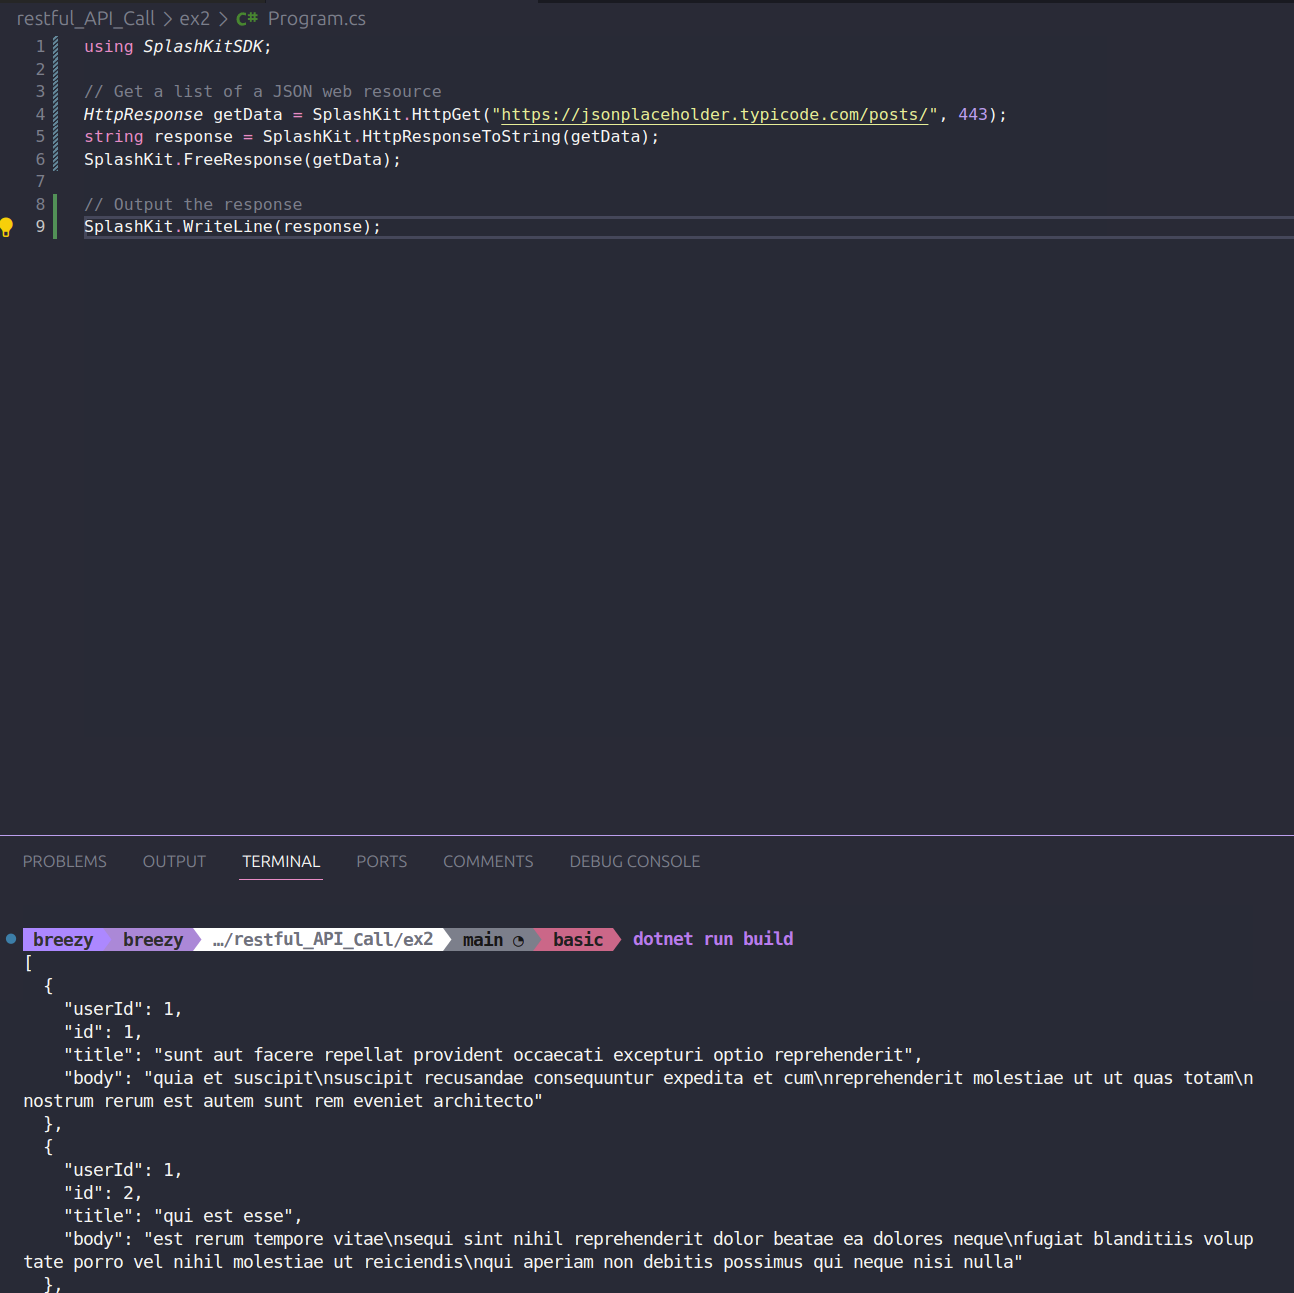 restful_API_Call > ex2 > C# Program.cs
1 using SplashKitSDK;
2
3 // Get a list of a JSON web resource
4 HttpResponse getData = SplashKit.HttpGet("https://jsonplaceholder.typicode.com/posts/", 443);
5 string response = SplashKit.HttpResponseToString(getData);
6 SplashKit.FreeResponse(getData);
7
8 // Output the response
9 SplashKit.WriteLine(response);
PROBLEMS OUTPUT TERMINAL PORTS COMMENTS DEBUG CONSOLE
breezy breezy …/restful_API_Call/ex2 main basic dotnet run build
[
  {
    "userId": 1,
    "id": 1,
    "title": "sunt aut facere repellat provident occaecati excepturi optio reprehenderit",
    "body": "quia et suscipit\nsuscipit recusandae consequuntur expedita et cum\nreprehenderit molestiae ut ut quas totam\n
nostrum rerum est autem sunt rem eveniet architecto"
  },
  {
    "userId": 1,
    "id": 2,
    "title": "qui est esse",
    "body": "est rerum tempore vitae\nsequi sint nihil reprehenderit dolor beatae ea dolores neque\nfugiat blanditiis volup
tate porro vel nihil molestiae ut reiciendis\nqui aperiam non debitis possimus qui neque nisi nulla"
  },